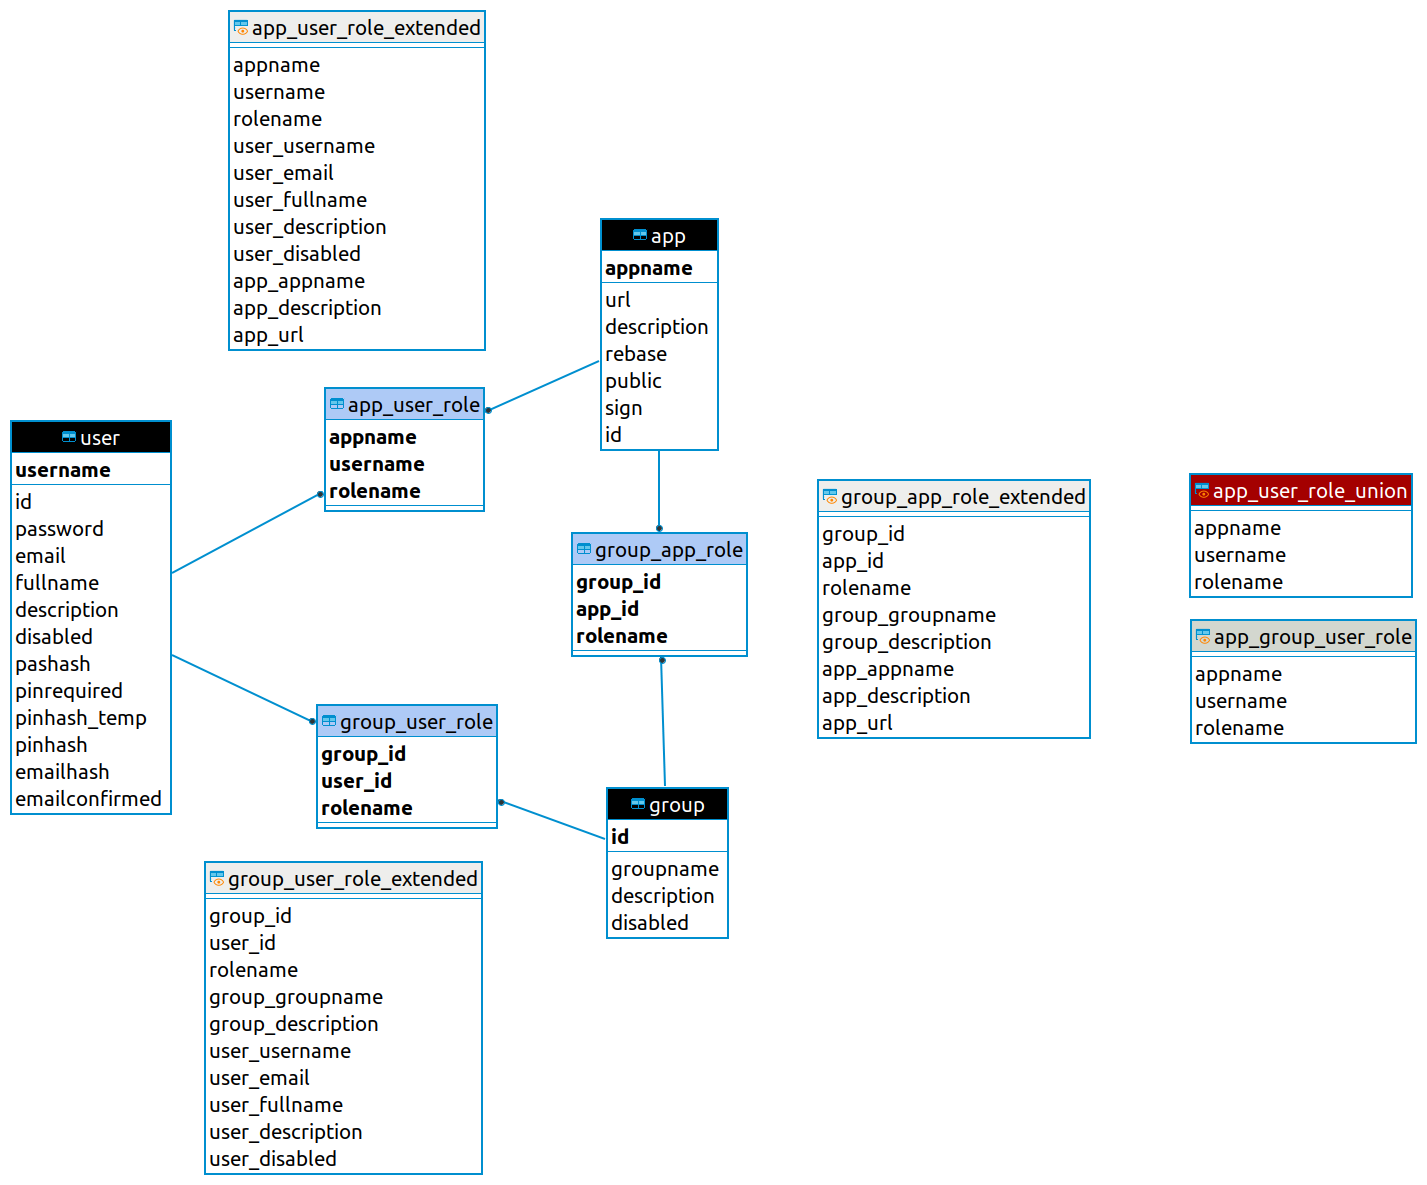 app_user_role_extended
appname
username
rolename
user_username
user_email
user_fullname
user_description
user_disabled
app_appname
app_description
app_url
app
appname
url
description
rebase
public
sign
id
app_user_role
appname
username
rolename
user
username
id
password
email
fullname
description
disabled
pashash
pinrequired
pinhash_temp
pinhash
emailhash
emailconfirmed
group_app_role
group_id
app_id
rolename
group_app_role_extended
group_id
app_id
rolename
group_groupname
group_description
app_appname
app_description
app_url
app_user_role_union
appname
username
rolename
app_group_user_role
appname
username
rolename
group_user_role
group_id
user_id
rolename
group
id
groupname
description
disabled
group_user_role_extended
group_id
user_id
rolename
group_groupname
group_description
user_username
user_email
user_fullname
user_description
user_disabled